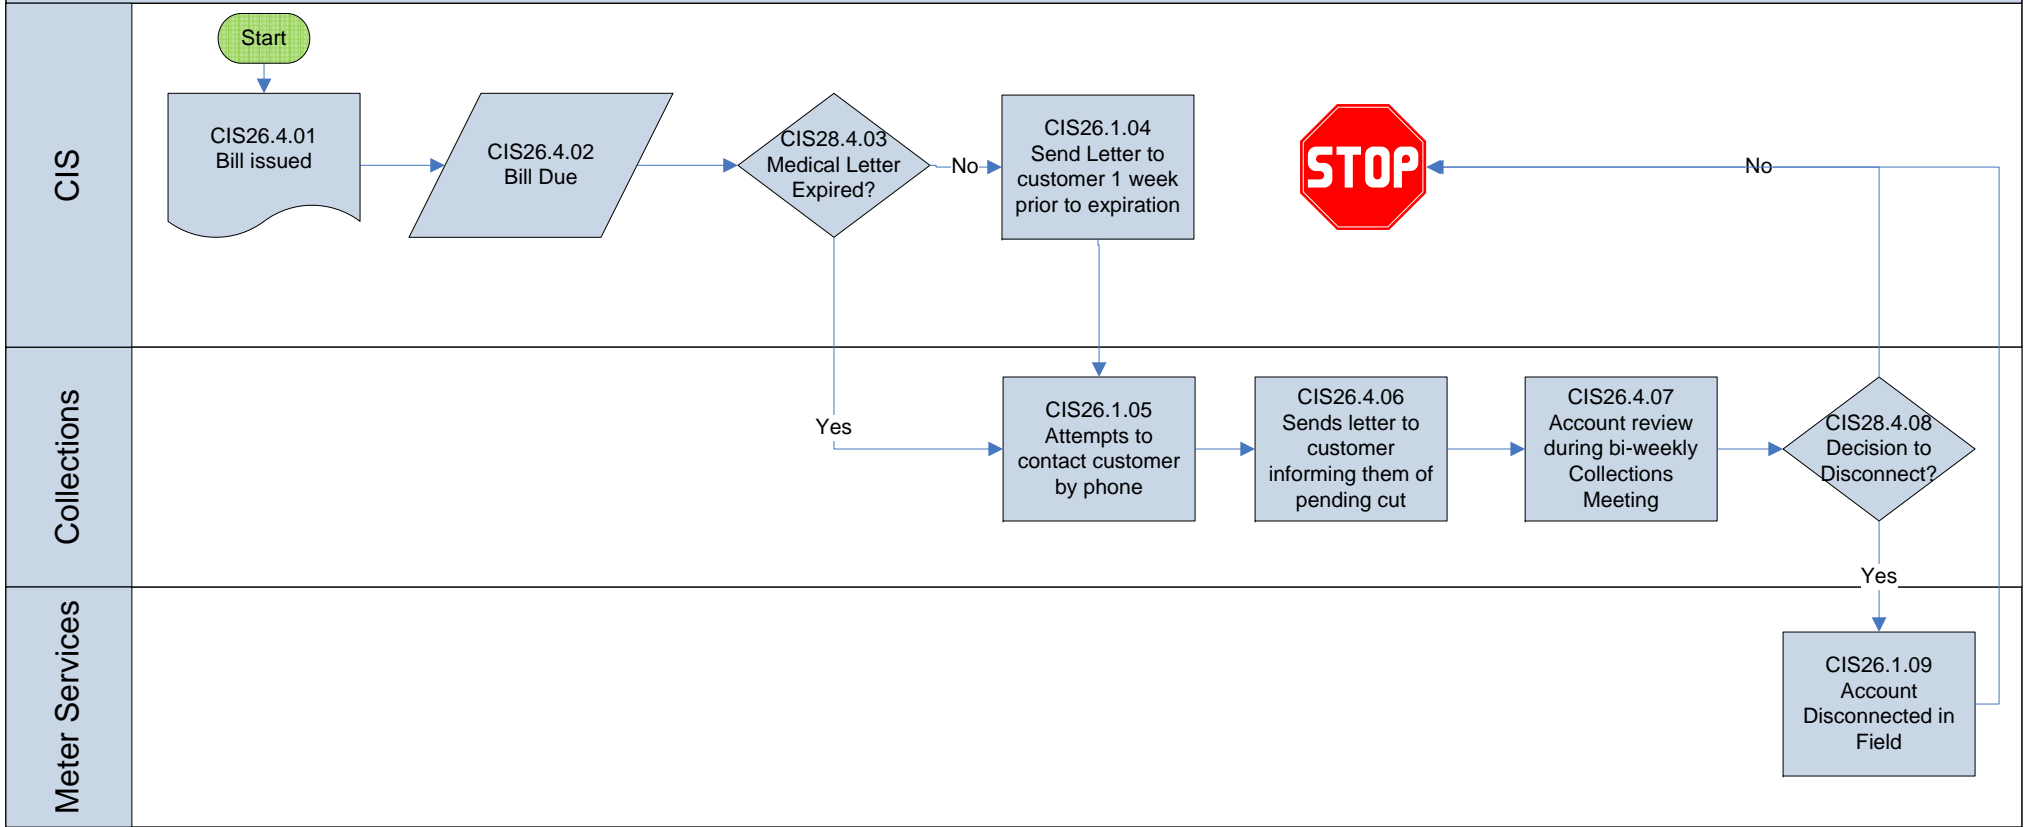 CIS
Start
CIS26.4.01
Bill issued
CIS26.4.02
Bill Due
CIS28.4.03
Medical Letter
Expired?
No
CIS26.1.04
Send Letter to
customer 1 week
prior to expiration
STOP
No
Collections
Yes
CIS26.1.05
Attempts to
contact customer
by phone
CIS26.4.06
Sends letter to
customer
informing them of
pending cut
CIS26.4.07
Account review
during bi-weekly
Collections
Meeting
CIS28.4.08
Decision to
Disconnect?
Yes
Meter Services
CIS26.1.09
Account
Disconnected in
Field